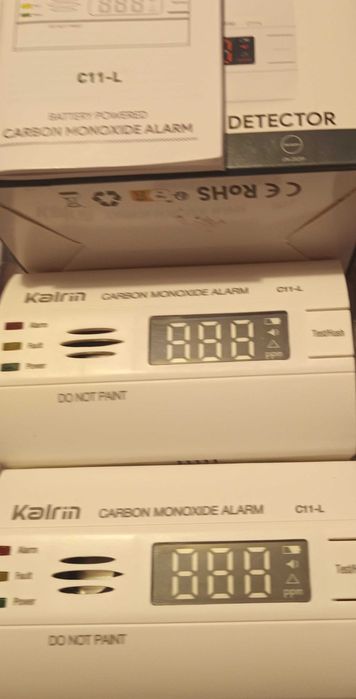 C11-L
BATTERY POWERED
CARBON MONOXIDE ALARM
DETECTOR
CE RoHS
Kalrin CARBON MONOXIDE ALARM C11-L
Alarm
Fault
Power
888
ppm
Test/Hush
DO NOT PAINT
Kalrin CARBON MONOXIDE ALARM C11-L
Alarm
Fault
Power
888
ppm
DO NOT PAINT